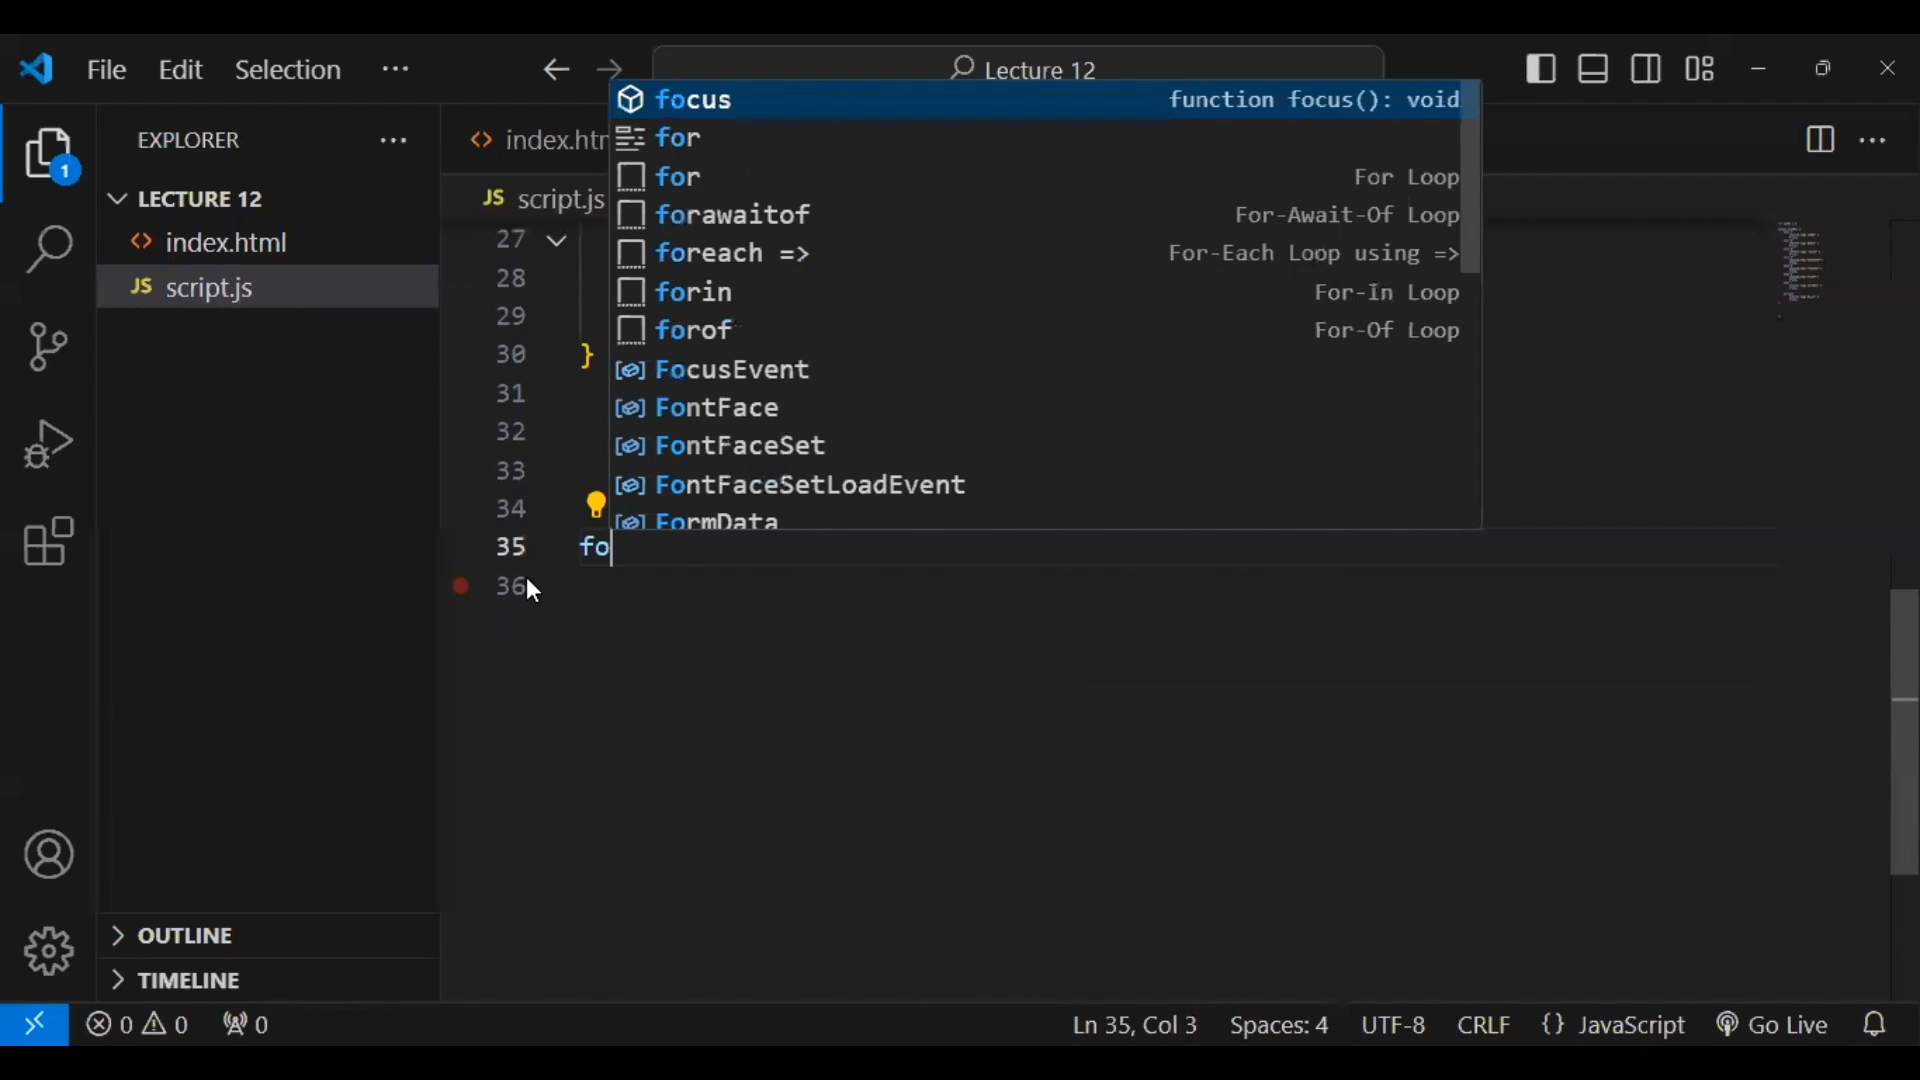 File Edit Selection ···
Lecture 12
EXPLORER ···
LECTURE 12
index.html
script.js
1
OUTLINE
TIMELINE
index.htm
JS script.js
27
28
29
30 }
31
32
33
34
35 fo
36
focus function focus(): void
for
for For Loop
forawaitof For-Await-Of Loop
foreach => For-Each Loop using =>
forin For-In Loop
forof For-Of Loop
FocusEvent
FontFace
FontFaceSet
FontFaceSetLoadEvent
FormData
0 0 0 Ln 35, Col 3 Spaces: 4 UTF-8 CRLF {} JavaScript Go Live